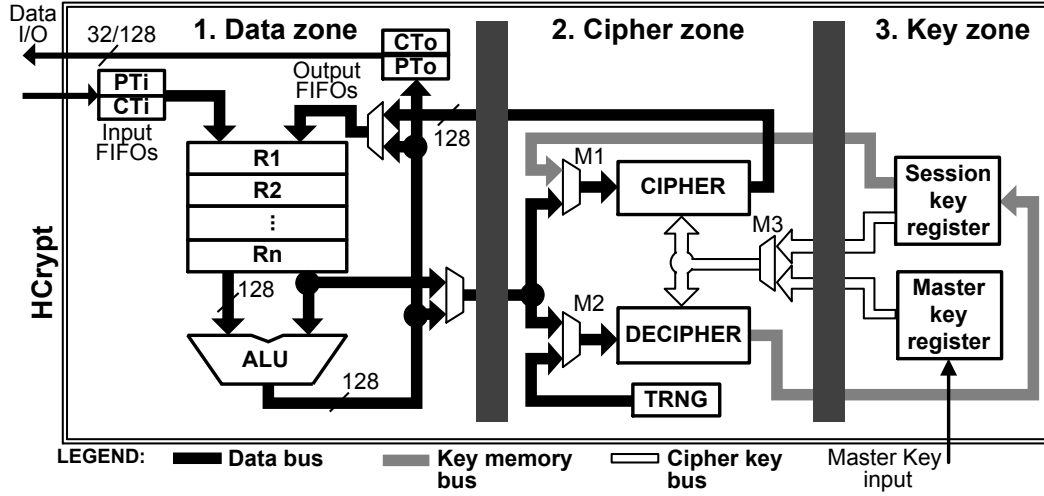 Data
I/O
32/128
1. Data zone
2. Cipher zone
3. Key zone
CTo
PTo
Output
FIFOs
PTi
CTi
Input
FIFOs
128
R1
R2
⋮
Rn
M1
CIPHER
Session
key
register
M3
HCrypt
128
M2
DECIPHER
Master
key
register
ALU
128
TRNG
LEGEND:
Data bus
Key memory
bus
Cipher key
bus
Master Key
input